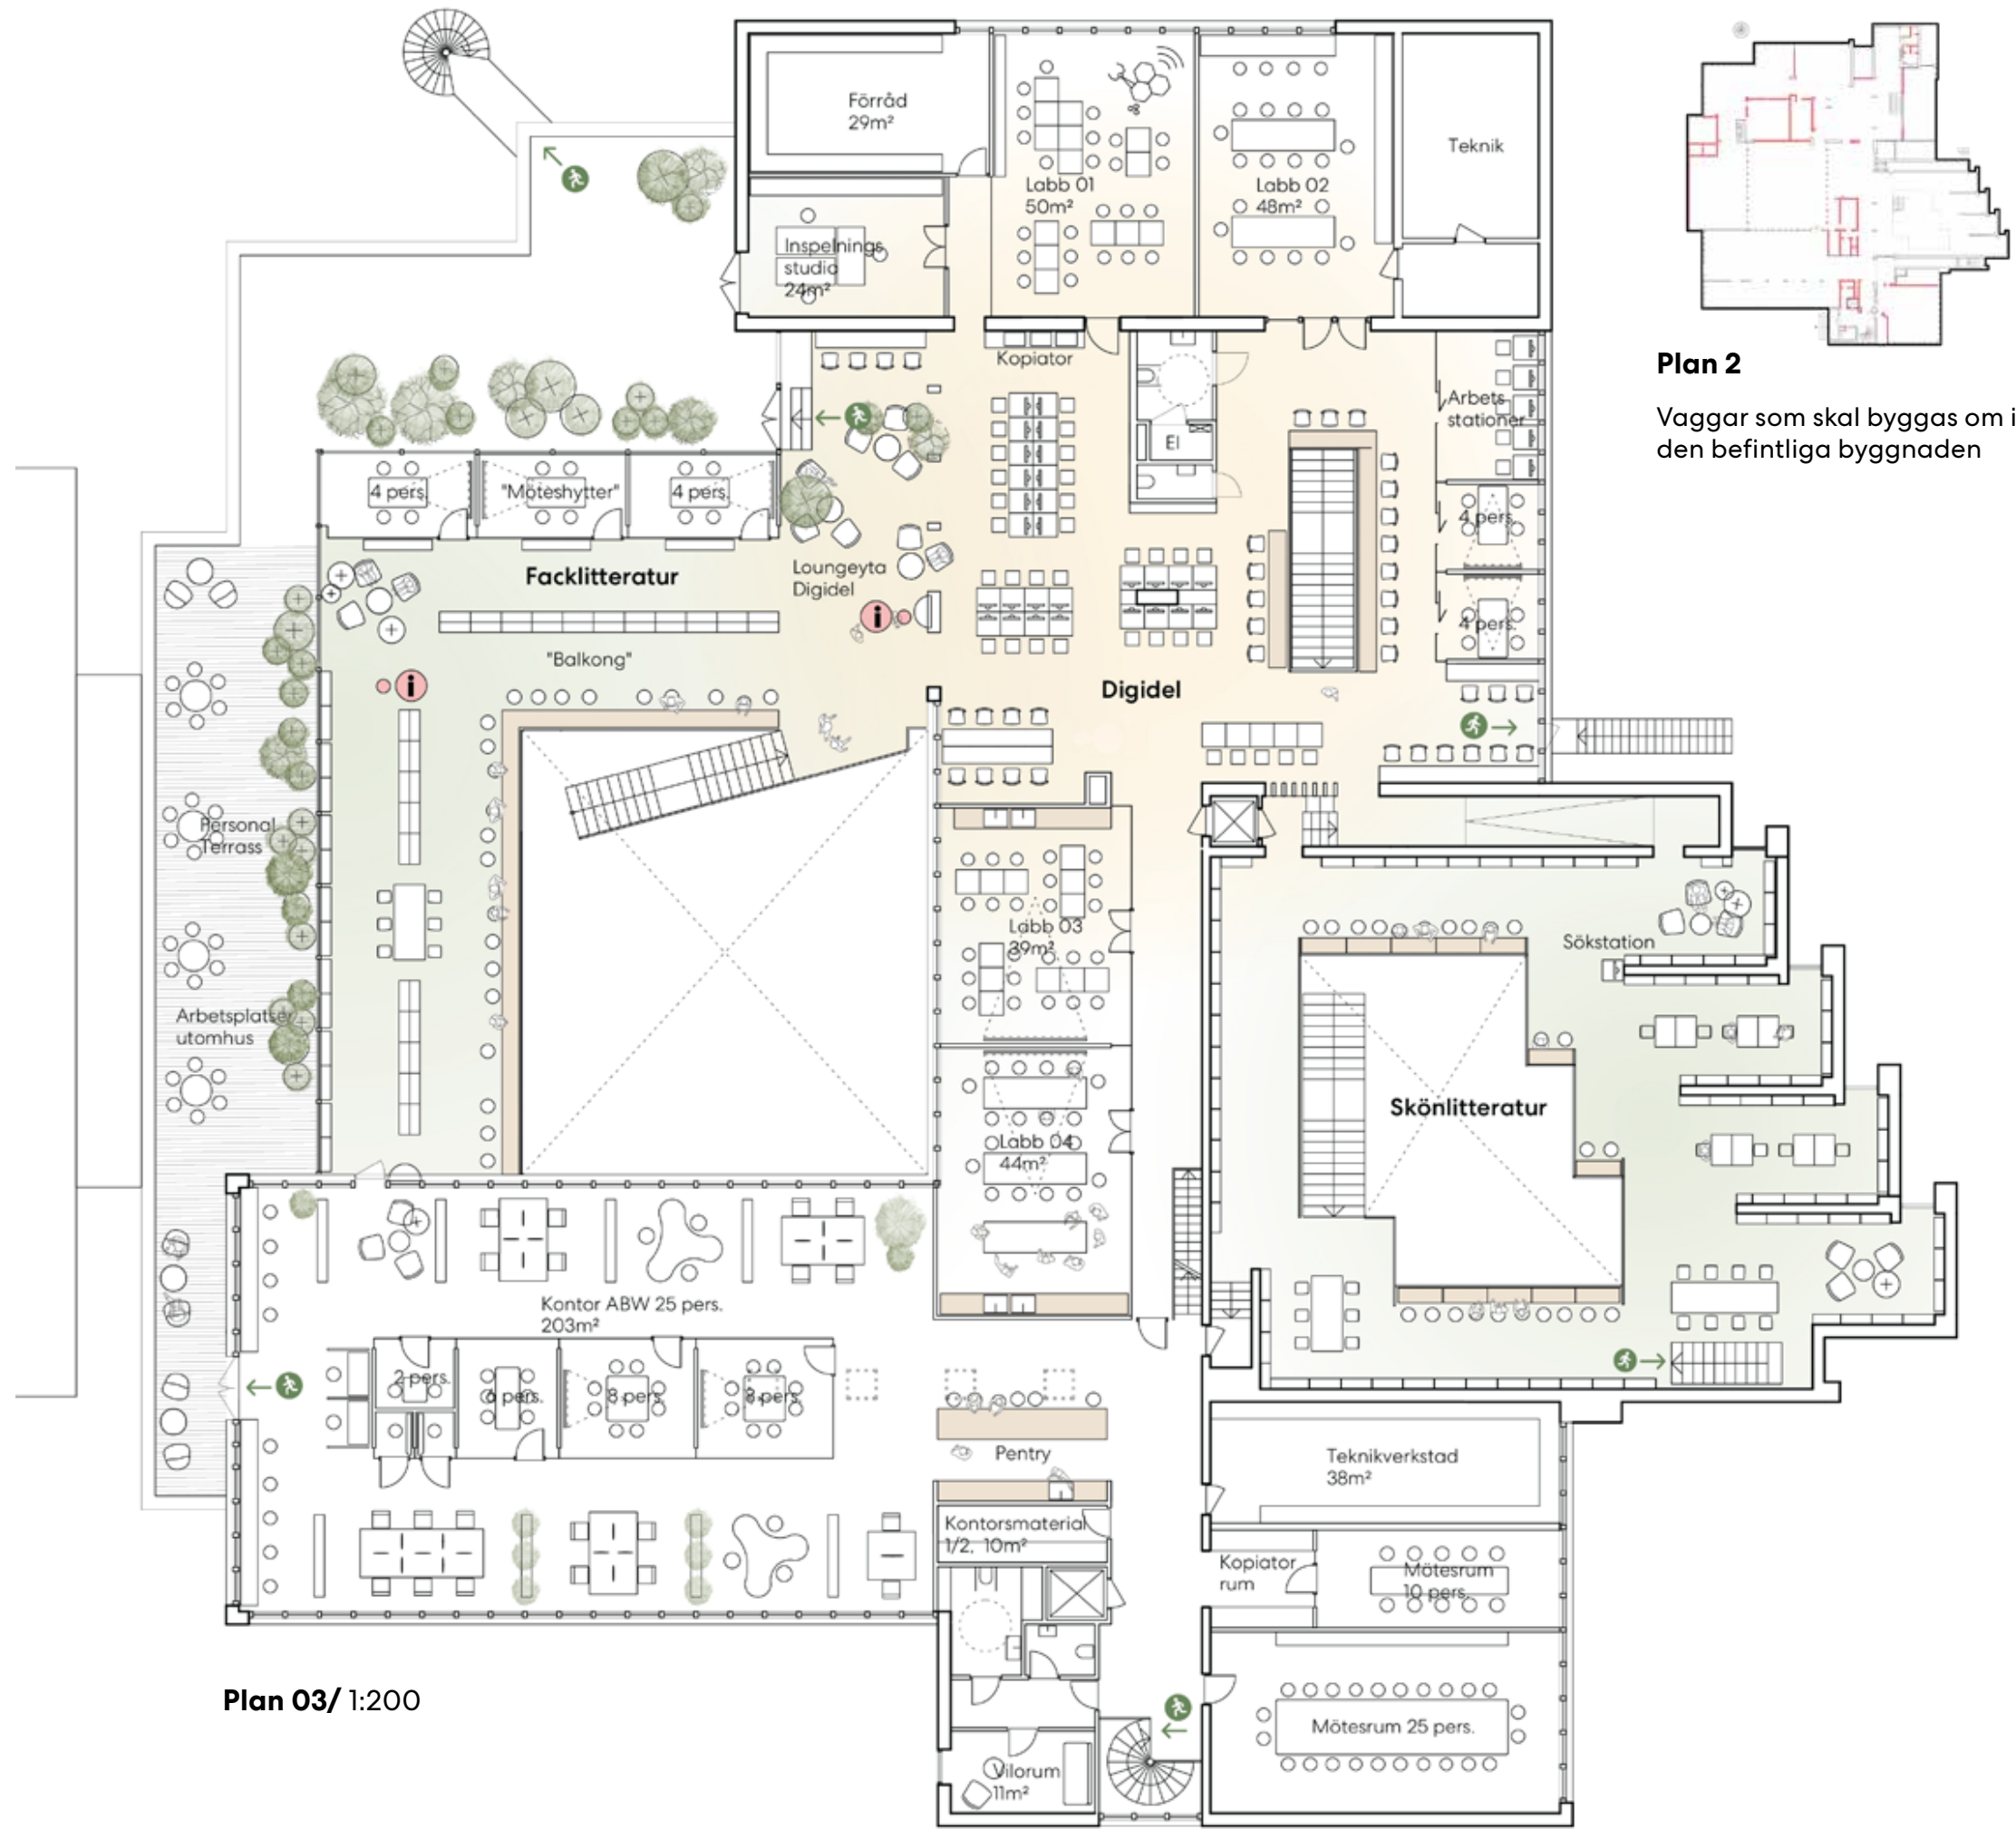 Förråd
29m²
Labb 01
50m²
Labb 02
48m²
Teknik
Inspelnings
studio
24m²
Plan 2
Vaggar som skal byggas om i
den befintliga byggnaden
Kopiator
El
Arbets
stationer
4 pers.
"Möteshytter"
4 pers.
4 pers.
4 pers.
Facklitteratur
Loungeyta
Digidel
i
"Balkong"
i
Digidel
Personal
Terrass
Labb 03
39m²
Sökstation
Arbetsplatser
utomhus
Skönlitteratur
Labb 04
44m²
Kontor ABW 25 pers.
203m²
2 pers.
6 pers.
8 pers.
8 pers.
Pentry
Teknikverkstad
38m²
Kontorsmaterial
1/2, 10m²
Kopiator
rum
Mötesrum
10 pers.
Plan 03/ 1:200
Mötesrum 25 pers.
Vilorum
11m²